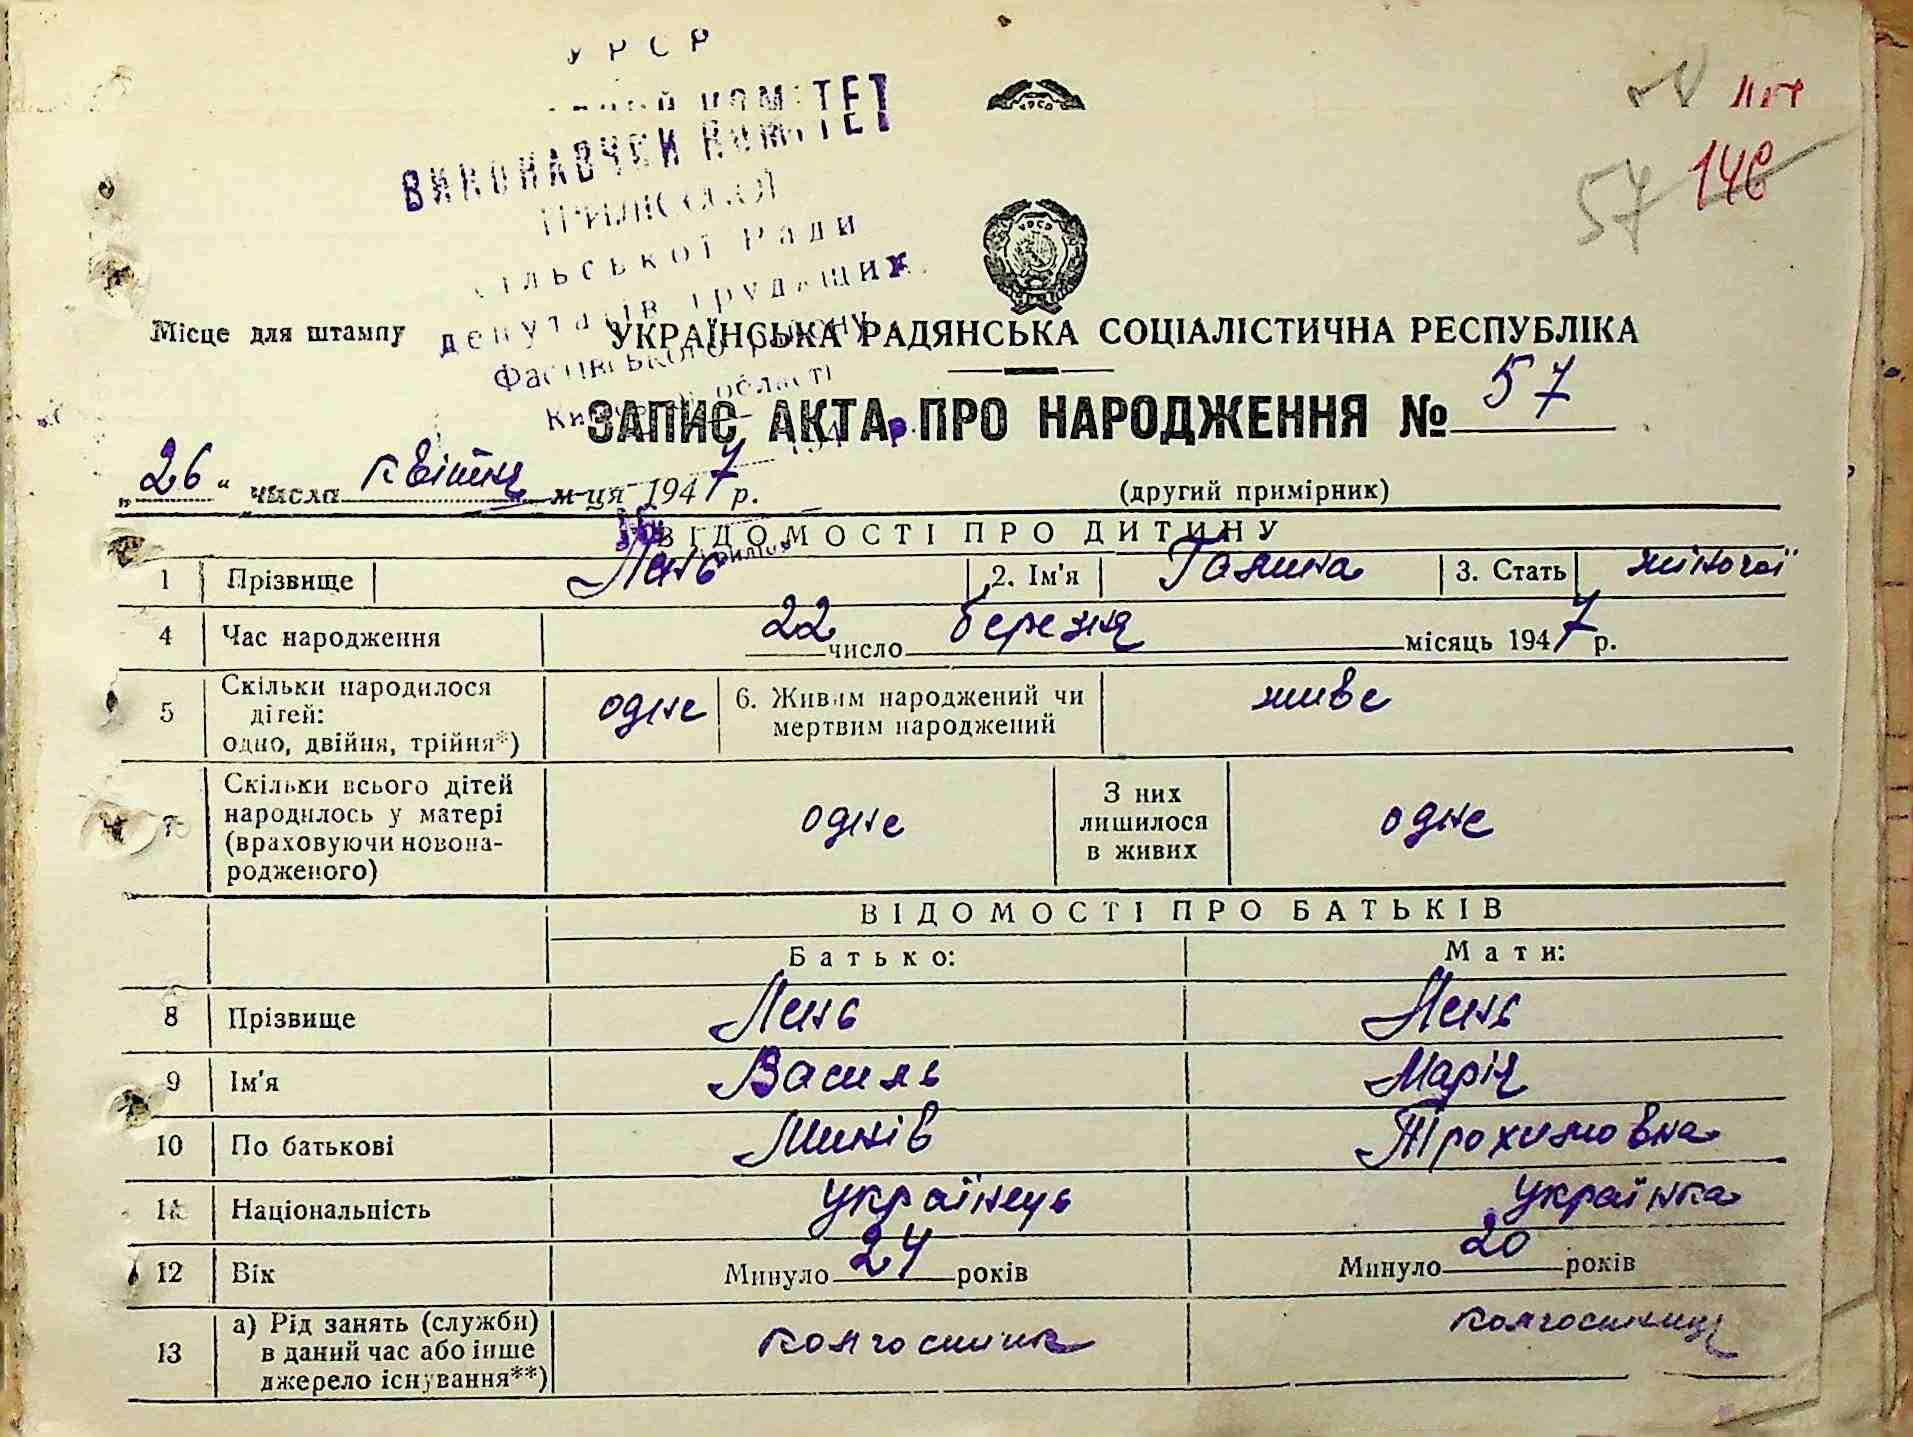 УРСР
ВИКОНАВЧИЙ КОМІТЕТ
сільської Ради
депутатів трудящих
Фастівського району
області
57 146
Місце для штампу
УКРАЇНСЬКА РАДЯНСЬКА СОЦІАЛІСТИЧНА РЕСПУБЛІКА
ЗАПИС АКТА ПРО НАРОДЖЕННЯ № 57
„26“ числа квітня м-ця 1947 р. (другий примірник)
ВІДОМОСТІ ПРО ДИТИНУ
1 Прізвище Лень 2. Ім'я Галина 3. Стать жіночої
4 Час народження 22 число березня місяць 1947 р.
5 Скільки народилося дітей: одно, двійня, трійня*) одне 6. Живим народжений чи мертвим народжений живе
7 Скільки всього дітей народилось у матері (враховуючи новонародженого) одне З них лишилося в живих одне
ВІДОМОСТІ ПРО БАТЬКІВ
Батько: Мати:
8 Прізвище Лень Лень
9 Ім'я Василь Марія
10 По батькові Минів Трохимовна
11 Національність українець українка
12 Вік Минуло 24 років Минуло 20 років
13 а) Рід занять (служби) в даний час або інше джерело існування**) колгоспник колгоспниця